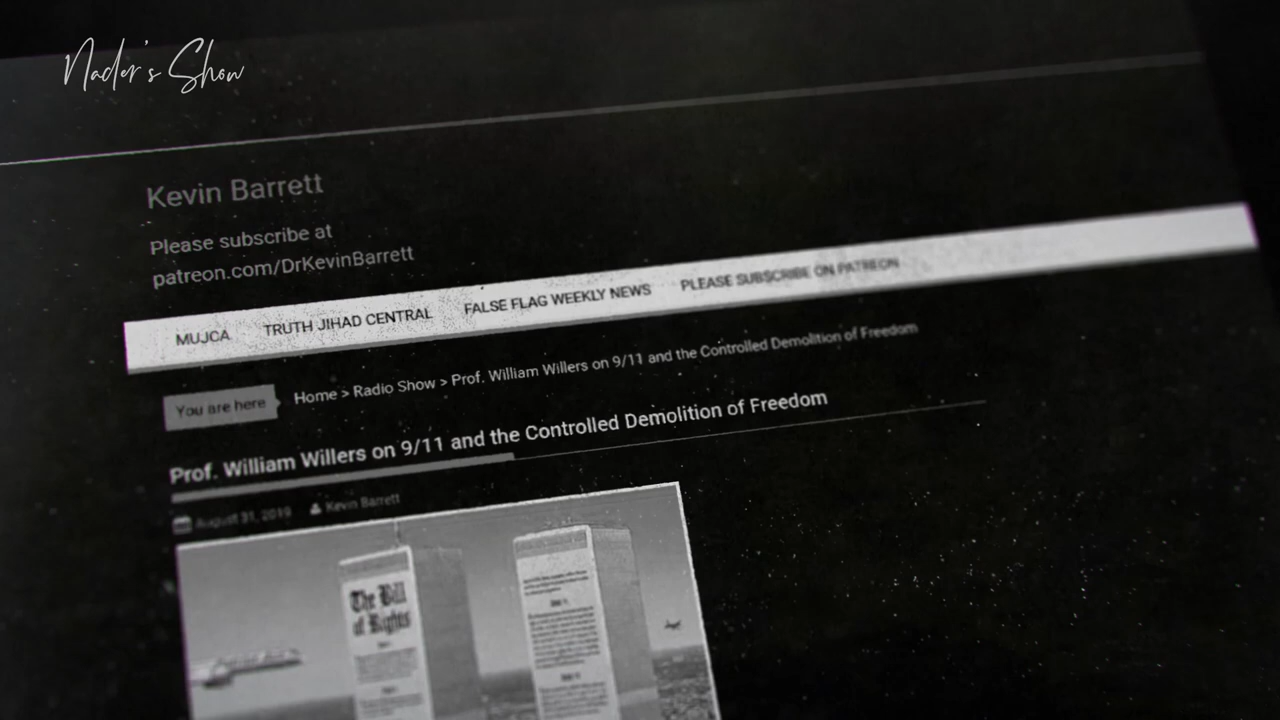 Nader's Show
Kevin Barrett
Please subscribe at
patreon.com/DrKevinBarrett
MUJCA TRUTH JIHAD CENTRAL FALSE FLAG WEEKLY NEWS PLEASE SUBSCRIBE ON PATREON
You are here Home > Radio Show > Prof. William Willers on 9/11 and the Controlled Demolition of Freedom
Prof. William Willers on 9/11 and the Controlled Demolition of Freedom
August 31, 2019 Kevin Barrett
The Bill
of Rights